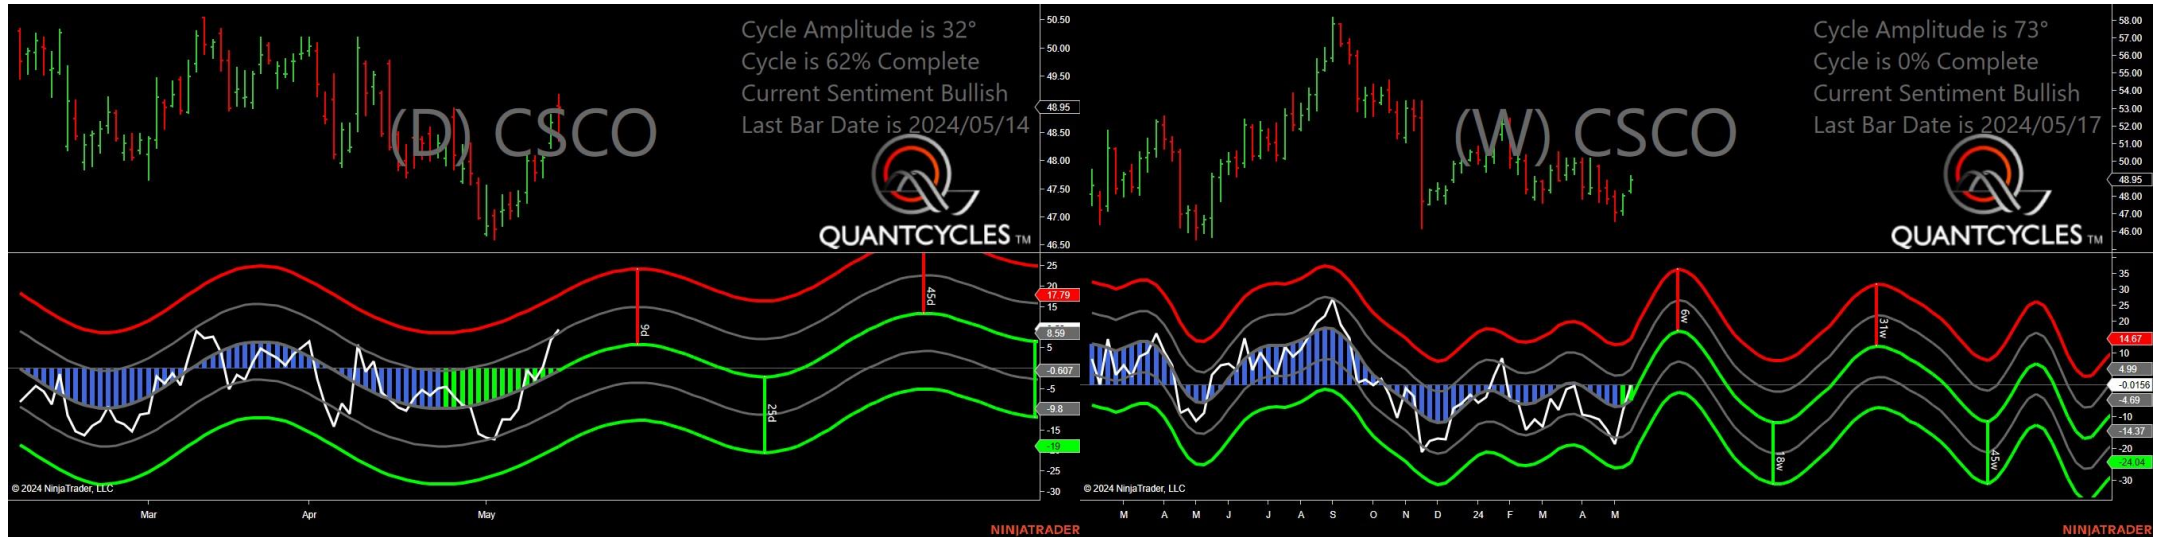 Cycle Amplitude is 32°
Cycle is 62% Complete
Current Sentiment Bullish
Last Bar Date is 2024/05/14
(D) CSCO
QUANTCYCLES TM
50.50
50.00
49.50
48.95
48.50
48.00
47.50
47.00
46.50
25
20
17.79
15
8.59
5
-0.607
-5
-9.8
-15
-19
-25
-30
9d
25d
45d
© 2024 NinjaTrader, LLC
Mar
Apr
May
NINJATRADER
Cycle Amplitude is 73°
Cycle is 0% Complete
Current Sentiment Bullish
Last Bar Date is 2024/05/17
(W) CSCO
QUANTCYCLES TM
58.00
57.00
56.00
55.00
54.00
53.00
52.00
51.00
50.00
48.95
48.00
47.00
46.00
35
30
25
20
14.67
10
4.99
-0.0156
-4.69
-10
-14.37
-20
-24.04
-30
6w
18w
31w
45w
© 2024 NinjaTrader, LLC
M
A
M
J
J
A
S
O
N
D
24
F
M
A
M
NINJATRADER